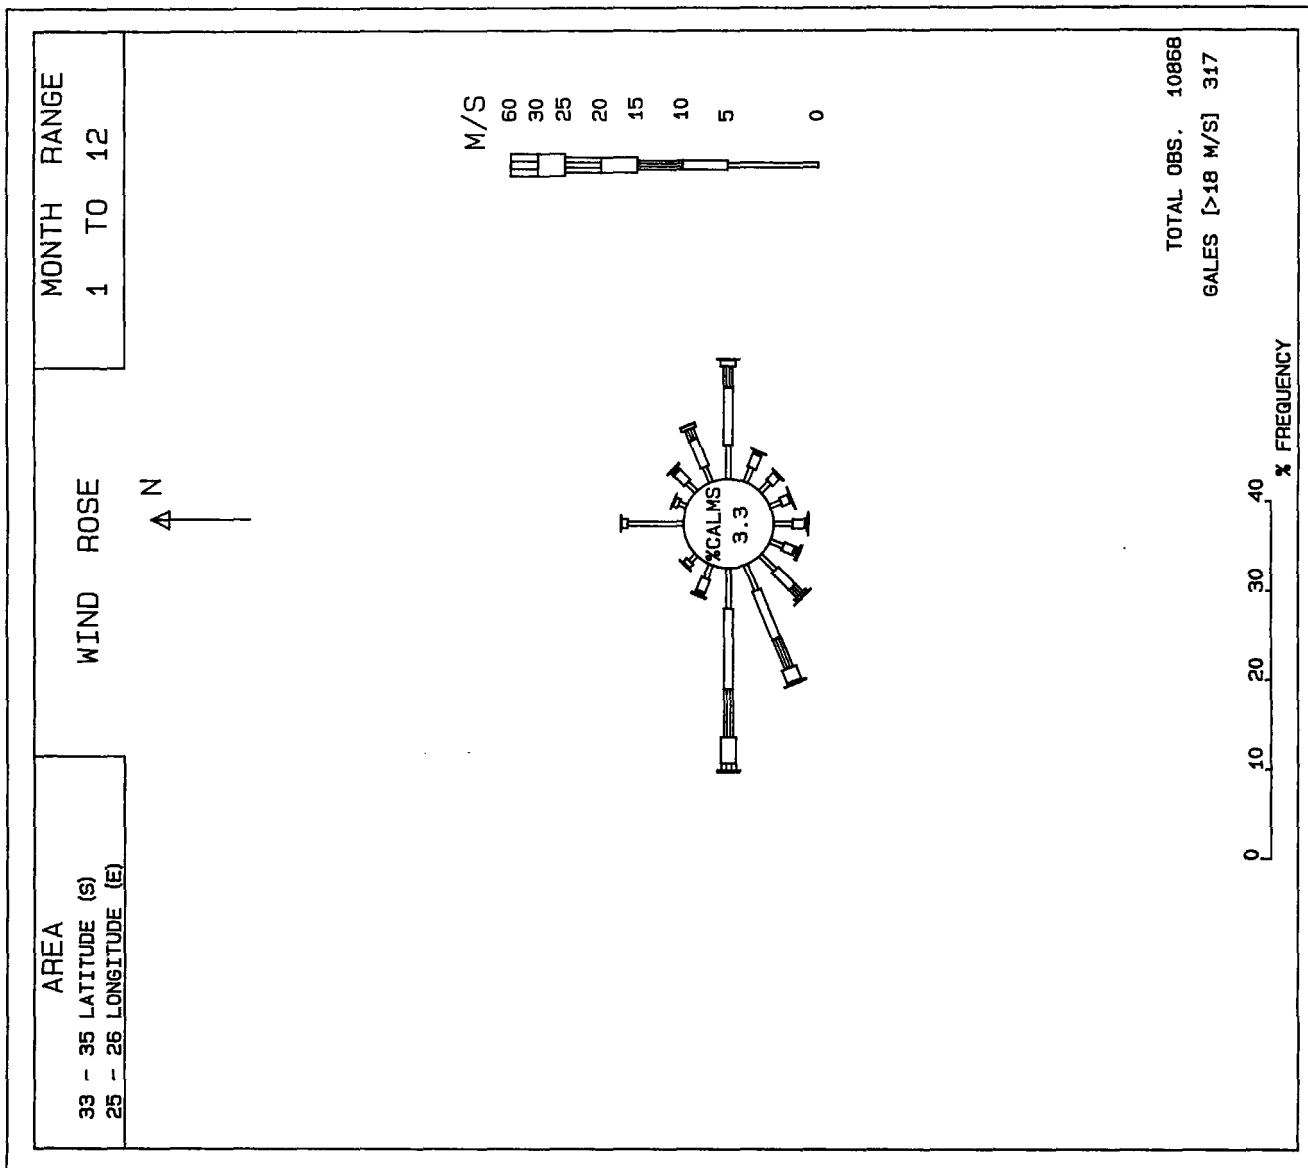 AREA
33 - 35 LATITUDE (S)
25 - 26 LONGITUDE (E)
WIND ROSE
MONTH RANGE
1 TO 12
N
M/S
60
30
25
20
15
10
5
0
%CALMS
3.3
TOTAL OBS. 10868
GALES [>18 M/S] 317
0 10 20 30 40
% FREQUENCY